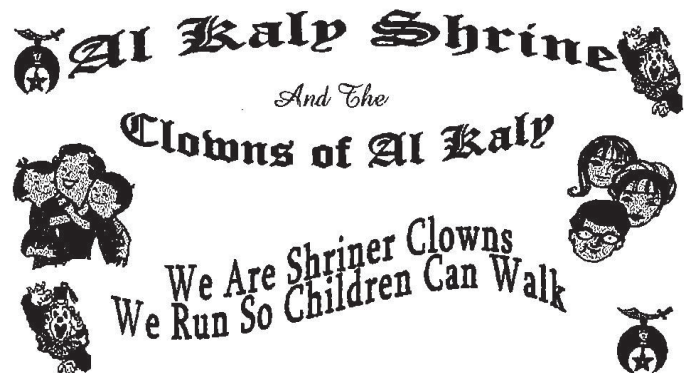 Al Kaly Shrine
And The
Clowns of Al Kaly
We Are Shriner Clowns
We Run So Children Can Walk